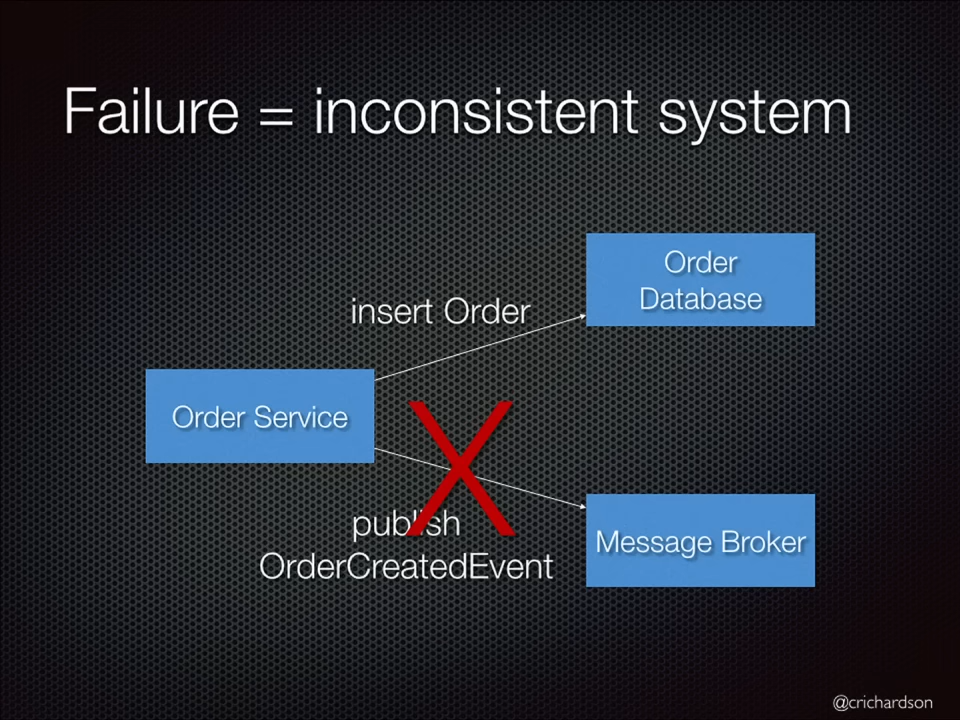 Failure = inconsistent system
Order
Database
insert Order
Order Service
X
publish
OrderCreatedEvent
Message Broker
@crichardson